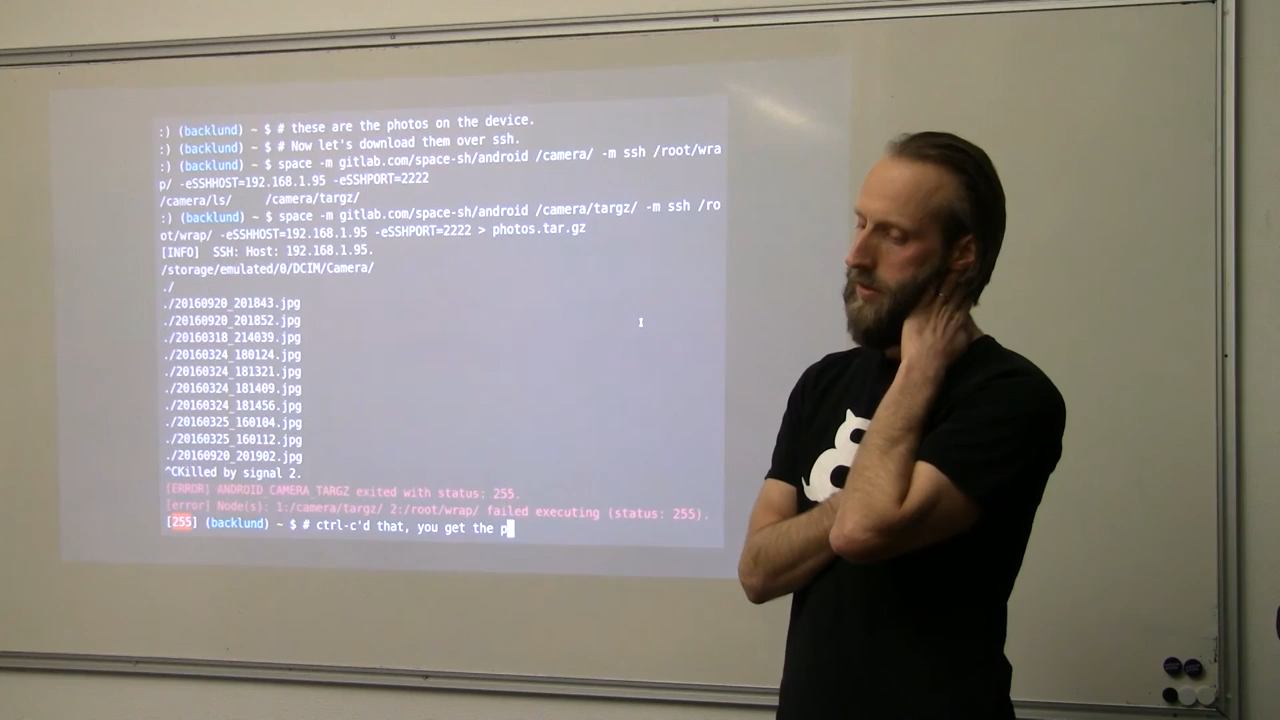 :) (backlund) ~ $ # these are the photos on the device.
:) (backlund) ~ $ # Now let's download them over ssh.
:) (backlund) ~ $ space -m gitlab.com/space-sh/android /camera/ -m ssh /root/wra
p/ -eSSHHOST=192.168.1.95 -eSSHPORT=2222
/camera/ls/ /camera/targz/
:) (backlund) ~ $ space -m gitlab.com/space-sh/android /camera/targz/ -m ssh /ro
ot/wrap/ -eSSHHOST=192.168.1.95 -eSSHPORT=2222 > photos.tar.gz
[INFO] SSH: Host: 192.168.1.95.
/storage/emulated/0/DCIM/Camera/
./
./20160920_201843.jpg
./20160920_201852.jpg
./20160318_214039.jpg
./20160324_180124.jpg
./20160324_181321.jpg
./20160324_181409.jpg
./20160324_181456.jpg
./20160325_160104.jpg
./20160325_160112.jpg
./20160920_201902.jpg
^CKilled by signal 2.
[ERROR] ANDROID_CAMERA_TARGZ exited with status: 255.
[error] Node(s): 1:/camera/targz/ 2:/root/wrap/ failed executing (status: 255).
[255] (backlund) ~ $ # ctrl-c'd that, you get the p